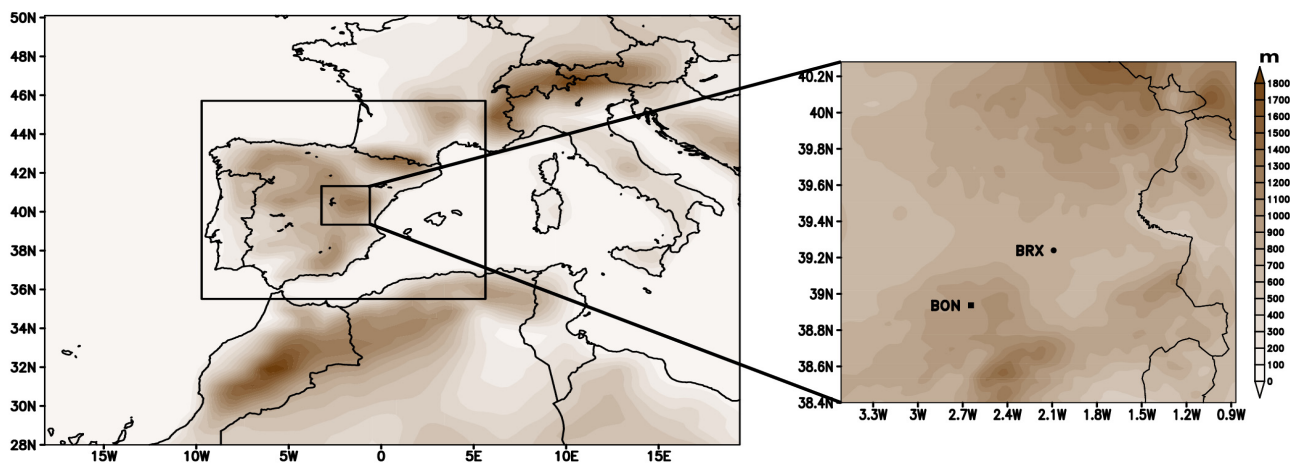 50N
48N
46N
44N
42N
40N
38N
36N
34N
32N
30N
28N
15W
10W
5W
0
5E
10E
15E
40.2N
40N
39.8N
39.6N
39.4N
39.2N
39N
38.8N
38.6N
38.4N
BRX
BON
3.3W
3W
2.7W
2.4W
2.1W
1.8W
1.5W
1.2W
0.9W
m
1800
1700
1600
1500
1400
1300
1200
1100
1000
900
800
700
600
500
400
300
200
100
0